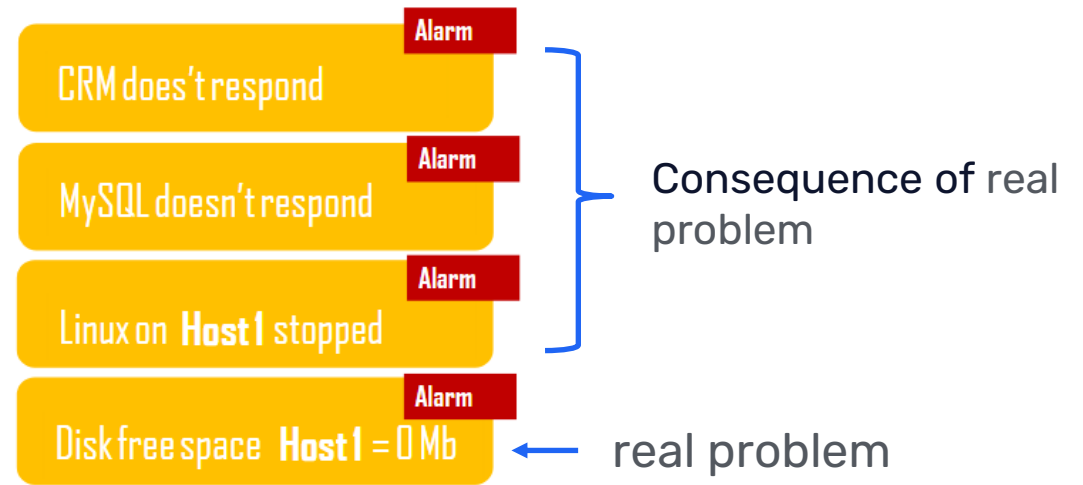 Alarm
CRM does't respond
Alarm
MySQL doesn't respond
Alarm
Linux on Host1 stopped
Alarm
Disk free space Host1 = 0 Mb
Consequence of real
problem
real problem